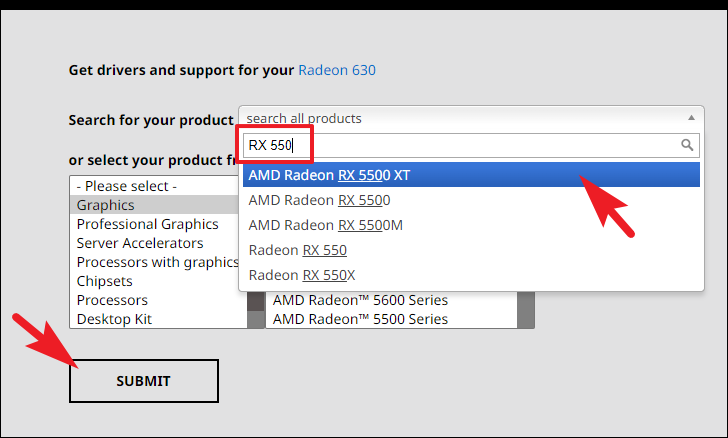 Get drivers and support for your Radeon 630
Search for your product
search all products
RX 550
or select your product fr
AMD Radeon RX 5500 XT
AMD Radeon RX 5500
AMD Radeon RX 5500M
Radeon RX 550
Radeon RX 550X
- Please select -
Graphics
Professional Graphics
Server Accelerators
Processors with graphics
Chipsets
Processors
Desktop Kit
AMD Radeon™ 5600 Series
AMD Radeon™ 5500 Series
SUBMIT